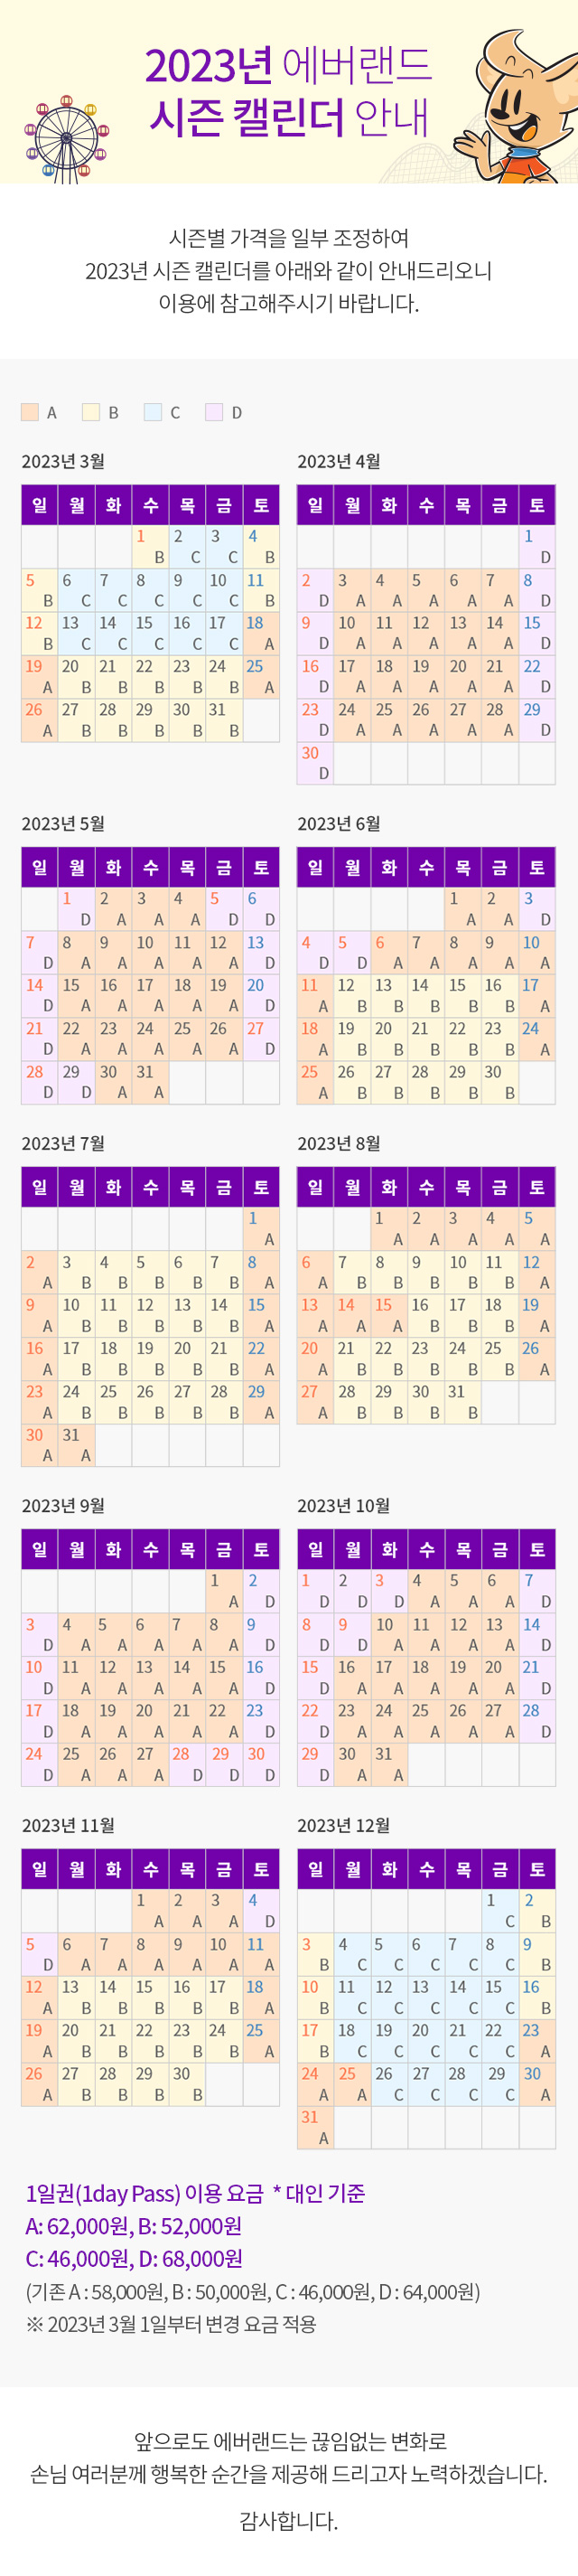 2023년 에버랜드
시즌 캘린더 안내
시즌별 가격을 일부 조정하여
2023년 시즌 캘린더를 아래와 같이 안내드리오니
이용에 참고해주시기 바랍니다.
A B C D
2023년 3월
일 월 화 수 목 금 토
1 2 3 4
B C C B
5 6 7 8 9 10 11
B C C C C C B
12 13 14 15 16 17 18
B C C C C C A
19 20 21 22 23 24 25
A B B B B B A
26 27 28 29 30 31
A B B B B B
2023년 4월
일 월 화 수 목 금 토
1
D
2 3 4 5 6 7 8
D A A A A A D
9 10 11 12 13 14 15
D A A A A A D
16 17 18 19 20 21 22
D A A A A A D
23 24 25 26 27 28 29
D A A A A A D
30
D
2023년 5월
일 월 화 수 목 금 토
1 2 3 4 5 6
D A A A D D
7 8 9 10 11 12 13
D A A A A A D
14 15 16 17 18 19 20
D A A A A A D
21 22 23 24 25 26 27
D A A A A A D
28 29 30 31
D D A A
2023년 6월
일 월 화 수 목 금 토
1 2 3
A A D
4 5 6 7 8 9 10
D D A A A A A
11 12 13 14 15 16 17
A B B B B B A
18 19 20 21 22 23 24
A B B B B B A
25 26 27 28 29 30
A B B B B B
2023년 7월
일 월 화 수 목 금 토
1
A
2 3 4 5 6 7 8
A B B B B B A
9 10 11 12 13 14 15
A B B B B B A
16 17 18 19 20 21 22
A B B B B B A
23 24 25 26 27 28 29
A B B B B B A
30 31
A A
2023년 8월
일 월 화 수 목 금 토
1 2 3 4 5
A A A A A
6 7 8 9 10 11 12
A B B B B B A
13 14 15 16 17 18 19
A A A B B B A
20 21 22 23 24 25 26
A B B B B B A
27 28 29 30 31
A B B B B
2023년 9월
일 월 화 수 목 금 토
1 2
A D
3 4 5 6 7 8 9
D A A A A A D
10 11 12 13 14 15 16
D A A A A A D
17 18 19 20 21 22 23
D A A A A A D
24 25 26 27 28 29 30
D A A A D D D
2023년 10월
일 월 화 수 목 금 토
1 2 3 4 5 6 7
D D D A A A D
8 9 10 11 12 13 14
D D A A A A D
15 16 17 18 19 20 21
D A A A A A D
22 23 24 25 26 27 28
D A A A A A D
29 30 31
D A A
2023년 11월
일 월 화 수 목 금 토
1 2 3 4
A A A D
5 6 7 8 9 10 11
D A A A A A A
12 13 14 15 16 17 18
A B B B B B A
19 20 21 22 23 24 25
A B B B B B A
26 27 28 29 30
A B B B B
2023년 12월
일 월 화 수 목 금 토
1 2
C B
3 4 5 6 7 8 9
B C C C C C B
10 11 12 13 14 15 16
B C C C C C B
17 18 19 20 21 22 23
B C C C C C A
24 25 26 27 28 29 30
A A C C C C A
31
A
1일권(1day Pass) 이용 요금 * 대인 기준
A: 62,000원, B: 52,000원
C: 46,000원, D: 68,000원
(기존 A : 58,000원, B : 50,000원, C : 46,000원, D : 64,000원)
※ 2023년 3월 1일부터 변경 요금 적용
앞으로도 에버랜드는 끊임없는 변화로
손님 여러분께 행복한 순간을 제공해 드리고자 노력하겠습니다.
감사합니다.